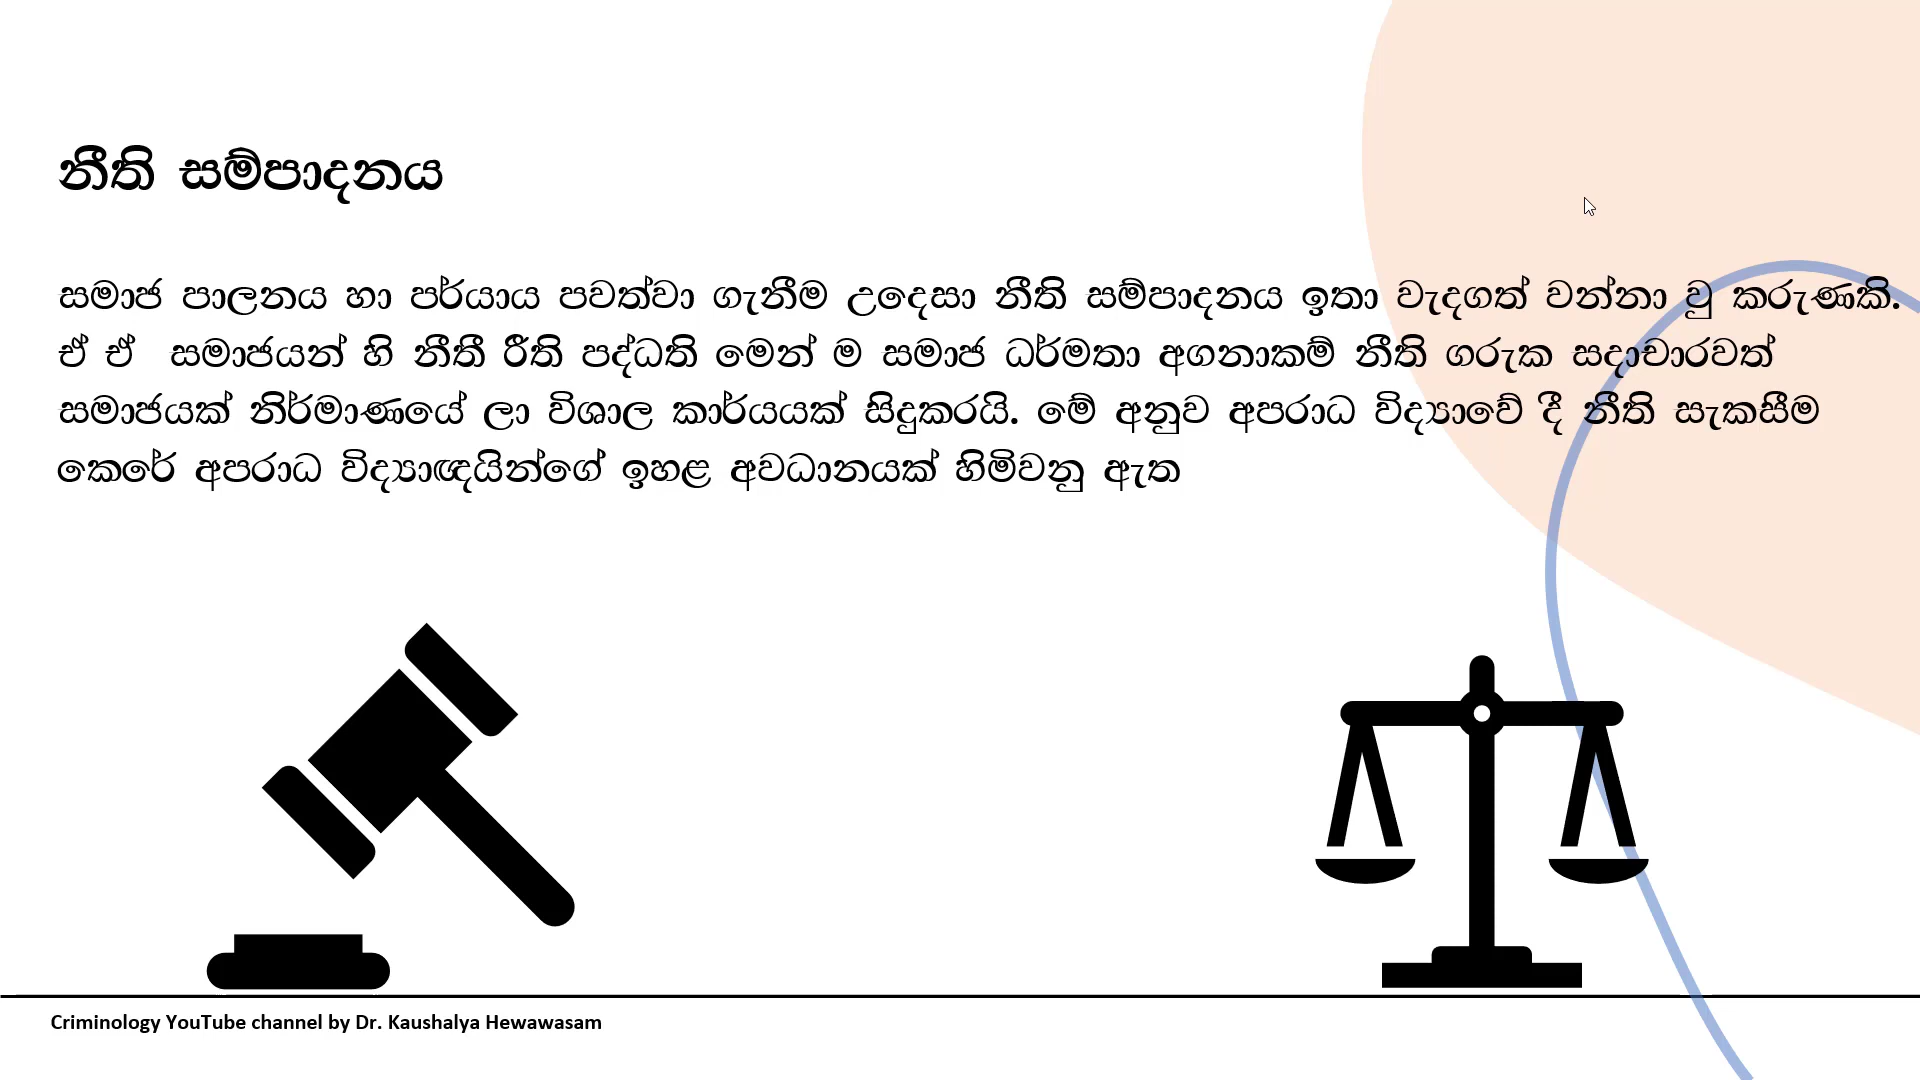 නීති සම්පාදනය
සමාජ පාලනය හා පර්යාය පවත්වා ගැනීම උදෙසා නීති සම්පාදනය ඉතා වැදගත් වන්නා වු කරුණකි.
ඒ ඒ සමාජයන් හි නීතී රීති පද්ධති මෙන් ම සමාජ ධර්මතා අගනාකම් නීති ගරුක සදාචාරවත්
සමාජයක් නිර්මාණයේ ලා විශාල කාර්යයක් සිදුකරයි. මේ අනුව අපරාධ විද්‍යාවේ දී නීති සැකසීම
කෙරේ අපරාධ විද්‍යාඥයින්ගේ ඉහළ අවධානයක් හිමිවනු ඇත
Criminology YouTube channel by Dr. Kaushalya Hewawasam